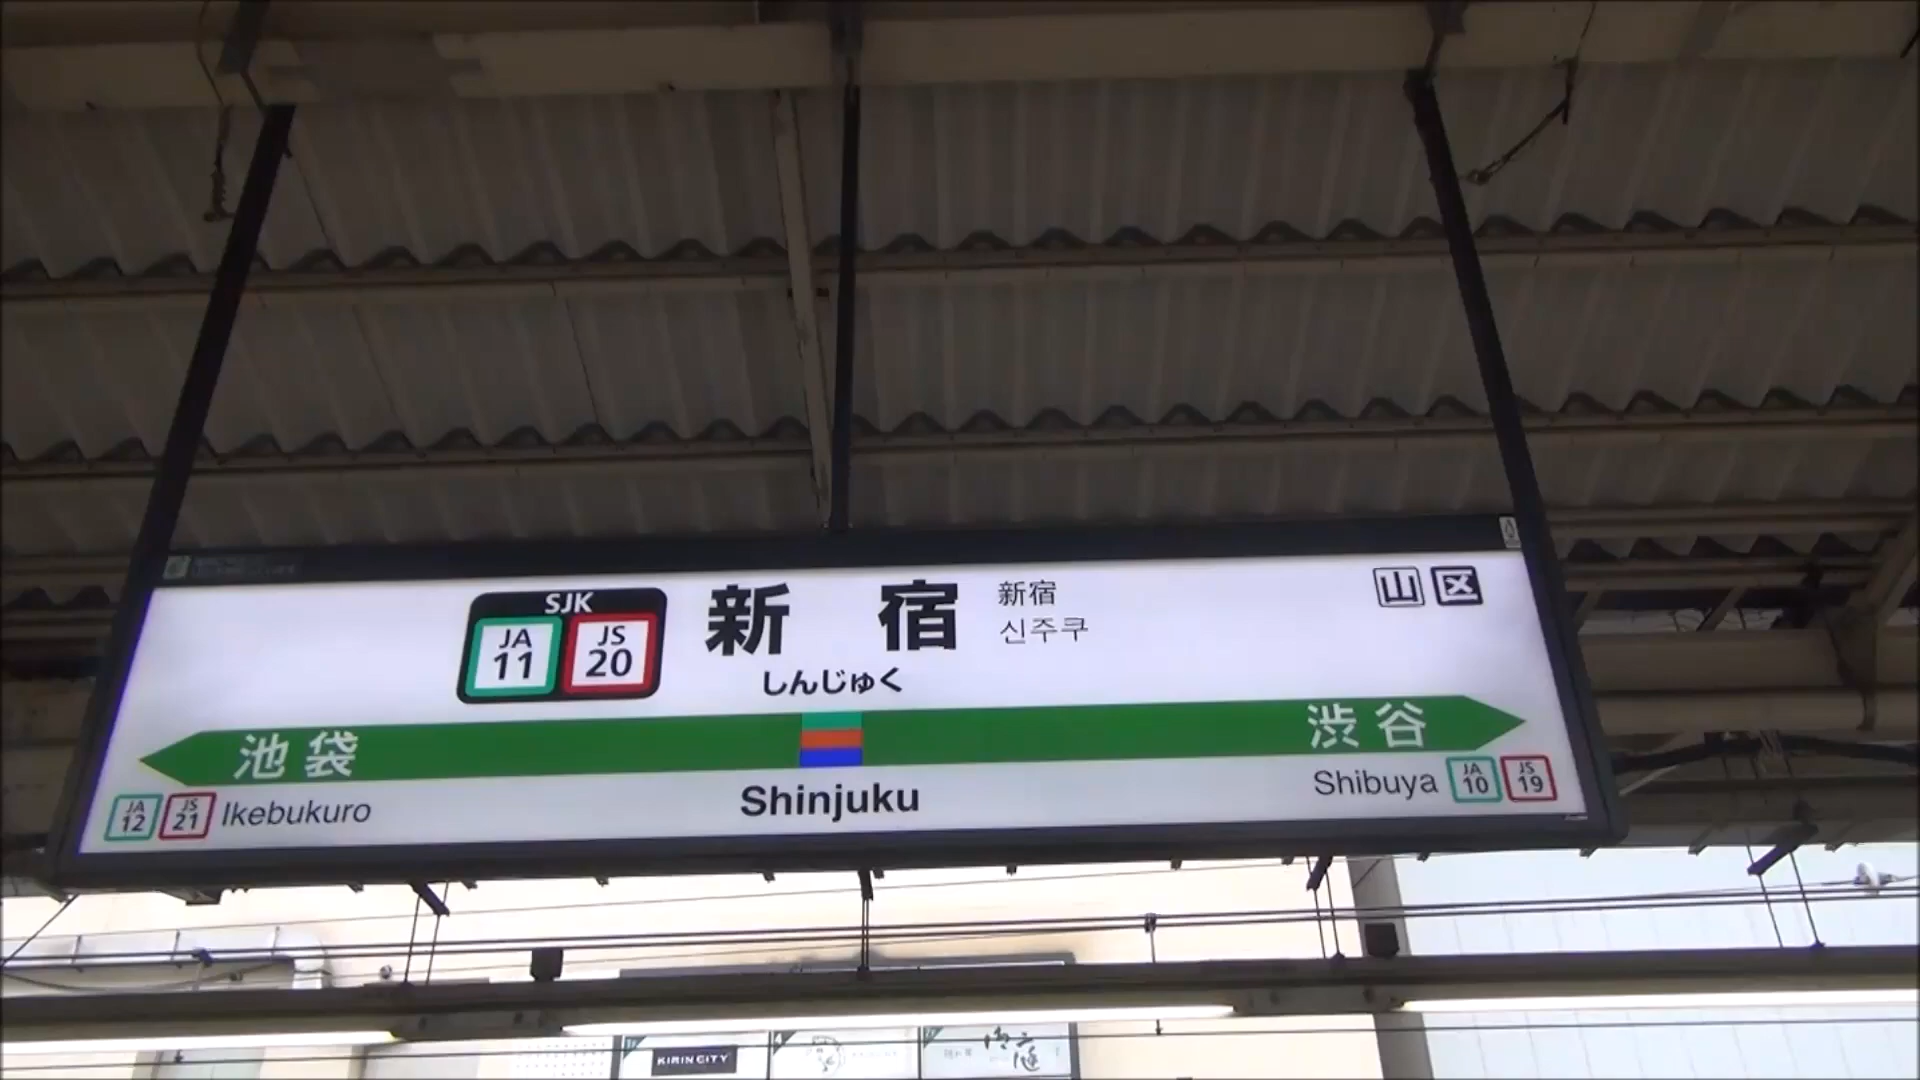 SJK
JA 11
JS 20
新宿
新宿
신주쿠
しんじゅく
山 区
池袋
渋谷
JA 12
JS 21
Ikebukuro
Shinjuku
Shibuya
JA 10
JS 19
KIRIN CITY